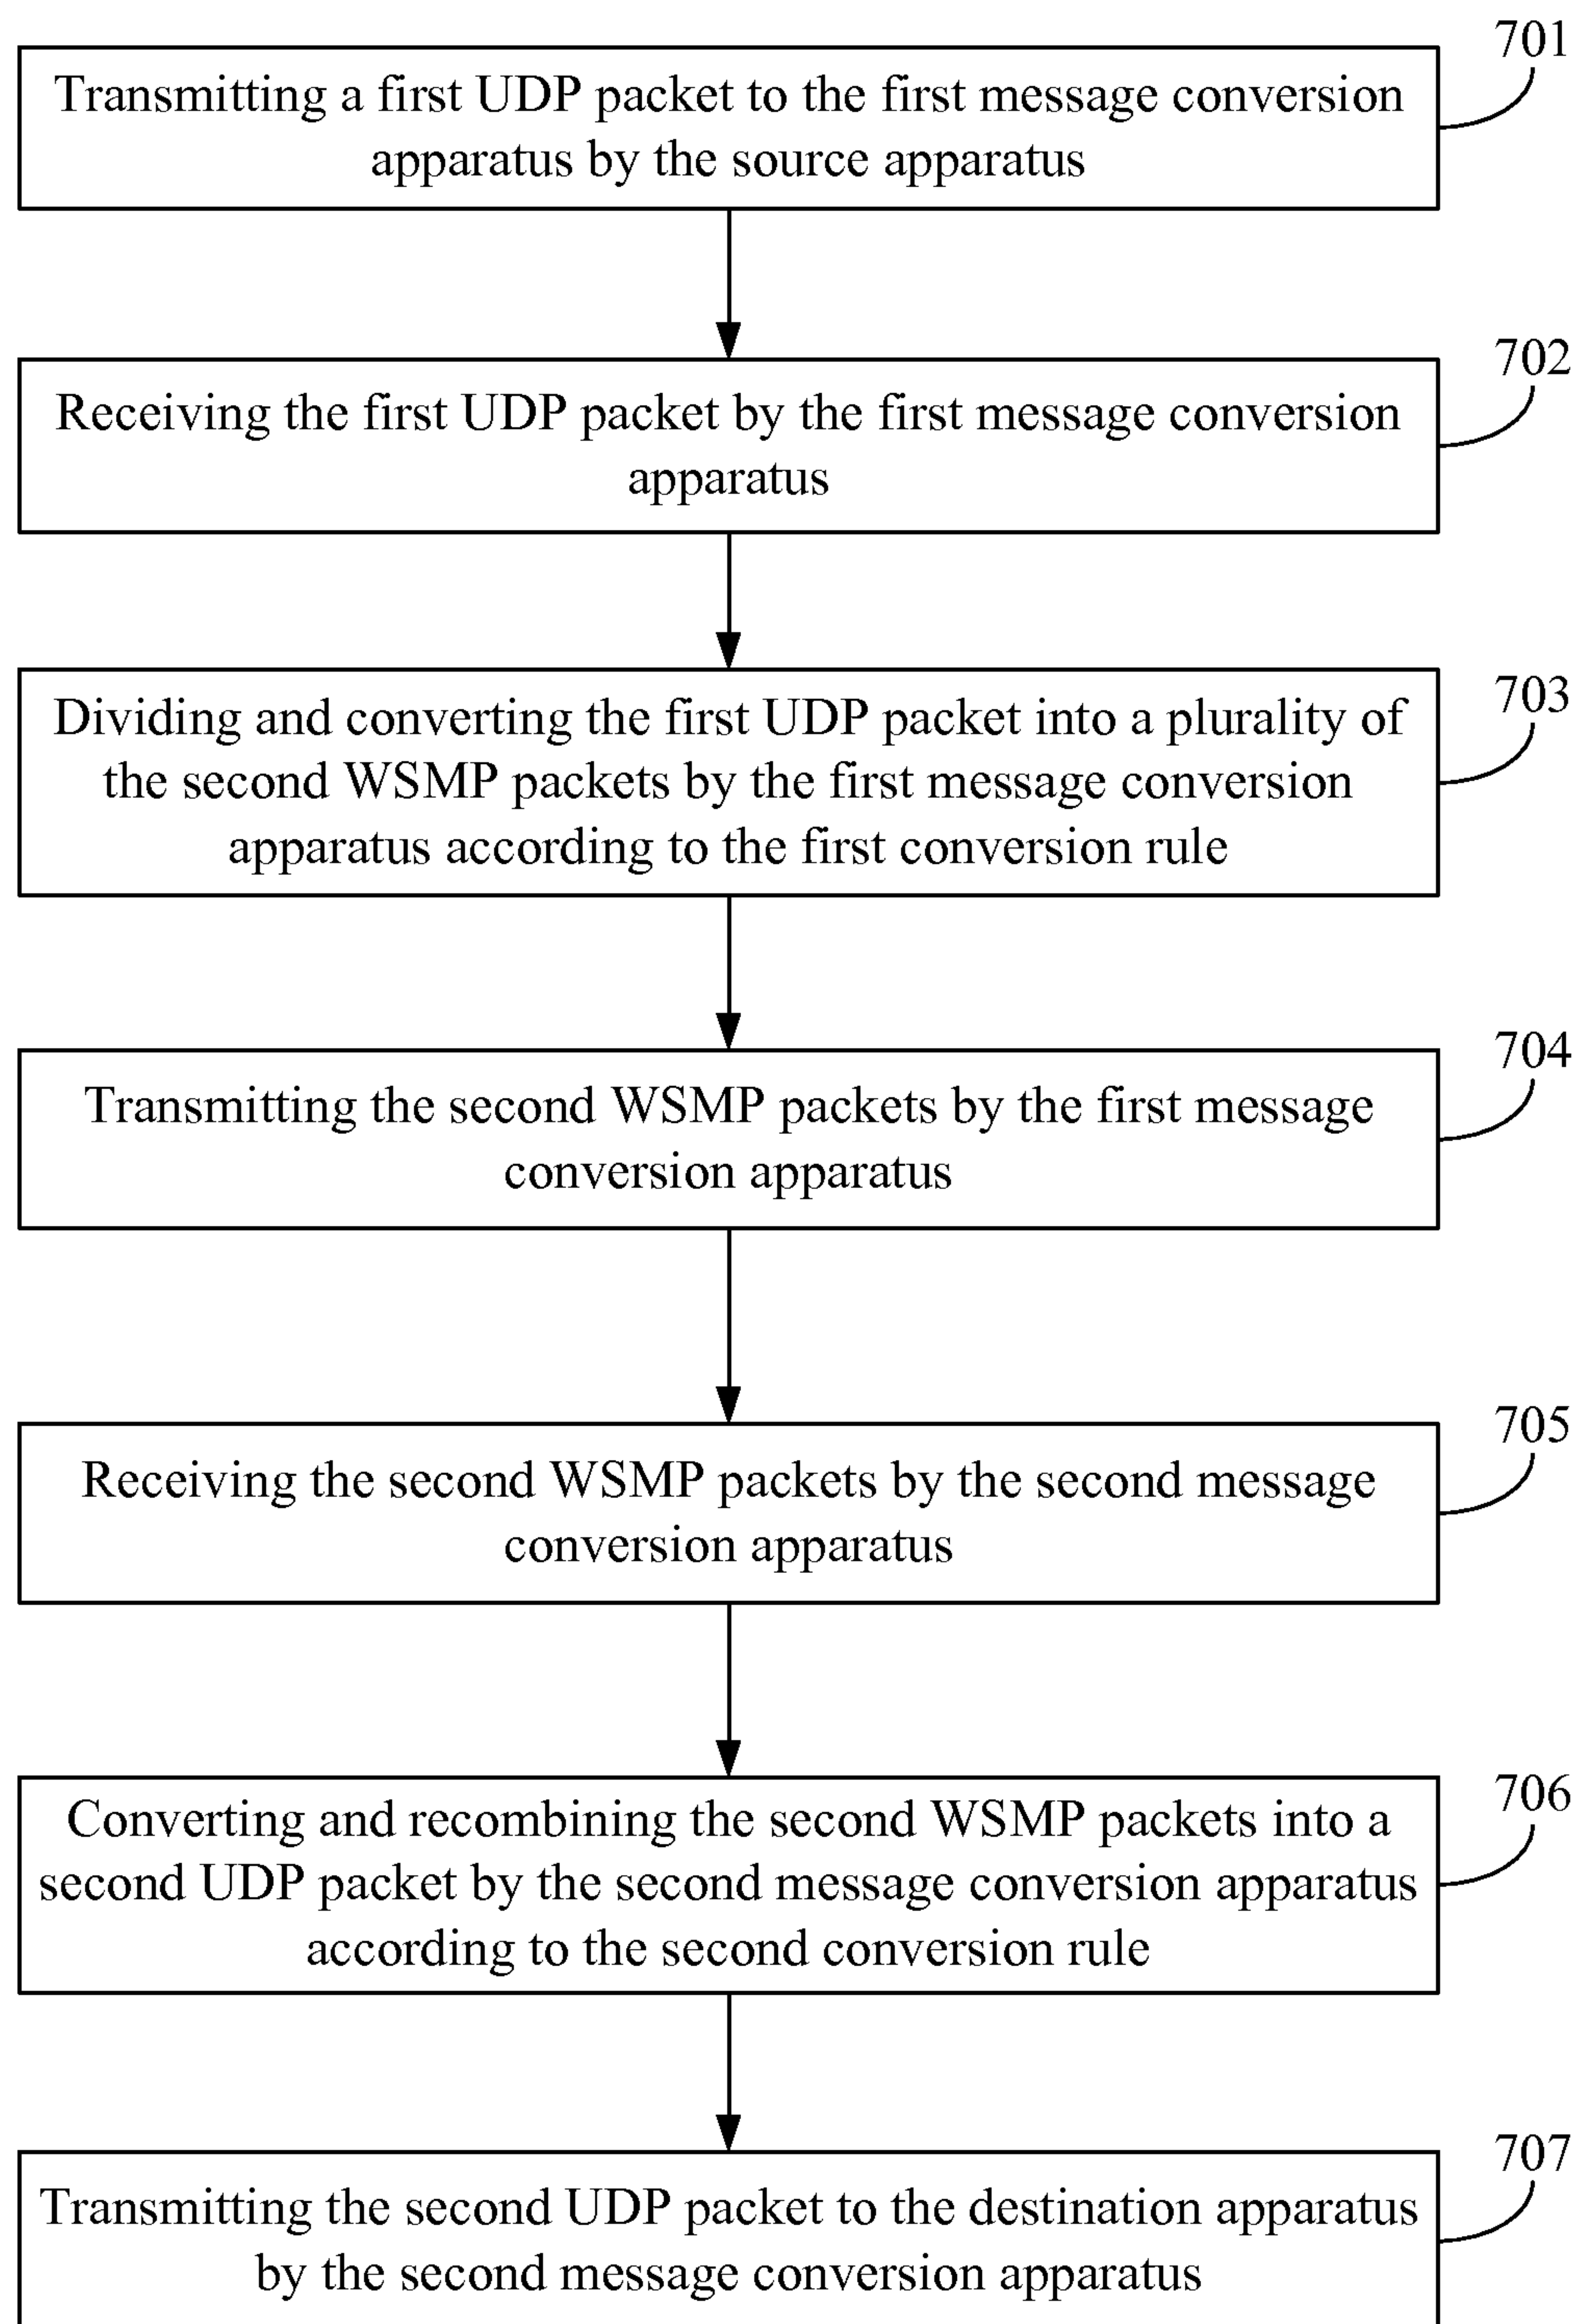 701
Transmitting a first UDP packet to the first message conversion
apparatus by the source apparatus
702
Receiving the first UDP packet by the first message conversion
apparatus
703
Dividing and converting the first UDP packet into a plurality of
the second WSMP packets by the first message conversion
apparatus according to the first conversion rule
704
Transmitting the second WSMP packets by the first message
conversion apparatus
705
Receiving the second WSMP packets by the second message
conversion apparatus
706
Converting and recombining the second WSMP packets into a
second UDP packet by the second message conversion apparatus
according to the second conversion rule
707
Transmitting the second UDP packet to the destination apparatus
by the second message conversion apparatus